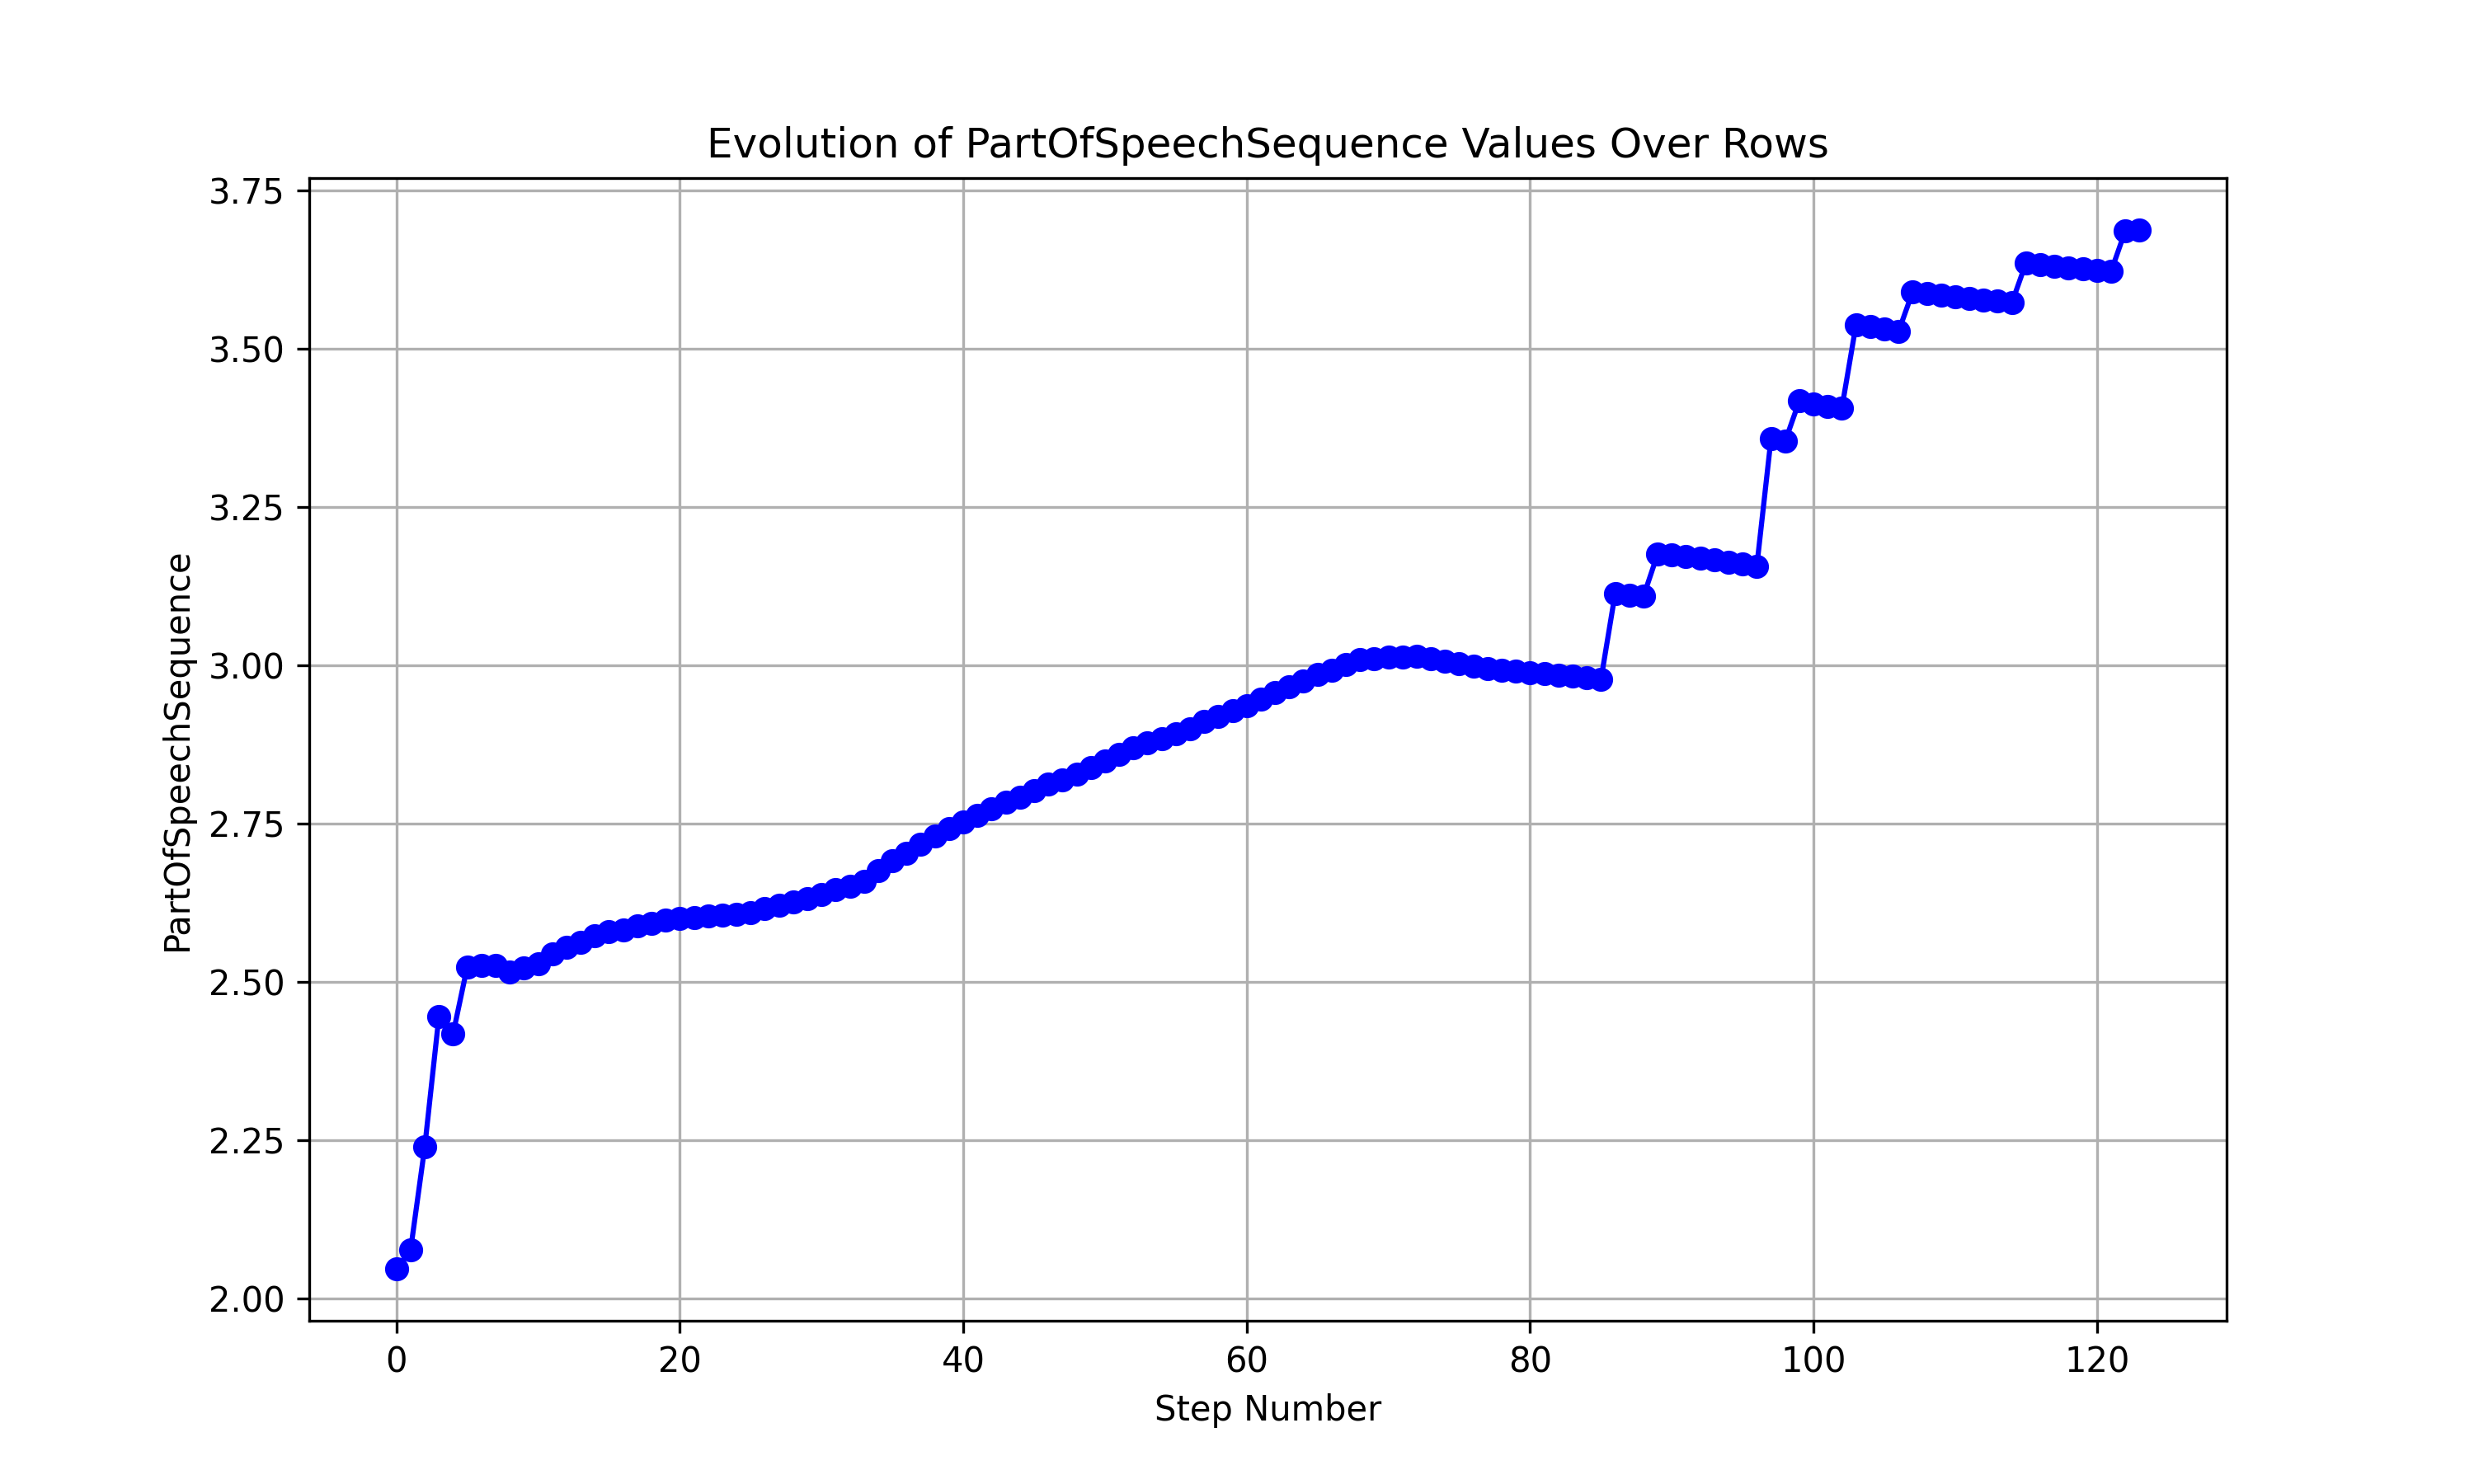 Evolution of PartOfSpeechSequence Values Over Rows
PartOfSpeechSequence
3.75
3.50
3.25
3.00
2.75
2.50
2.25
2.00
0 20 40 60 80 100 120
Step Number